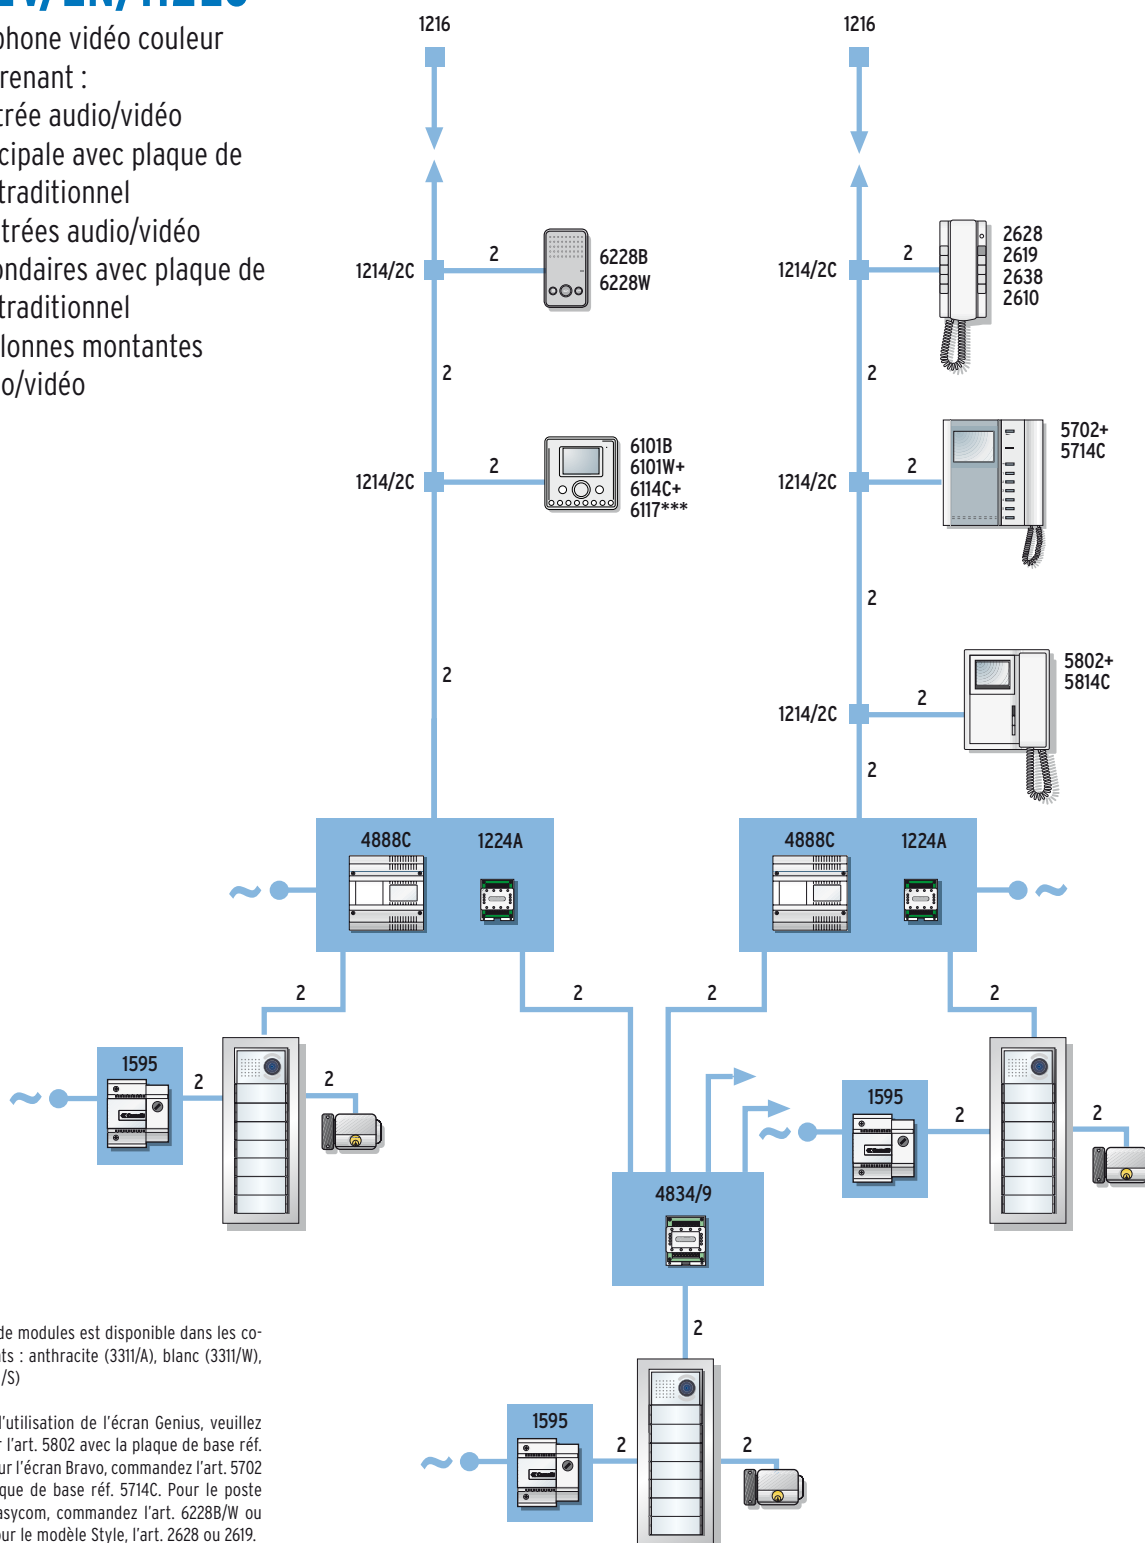 phone vidéo couleur
renant :
trée audio/vidéo
cipale avec plaque de
traditionnel
trées audio/vidéo
ondaires avec plaque de
traditionnel
lonnes montantes
o/vidéo
1216
1216
1214/2C
2
6228B
6228W
1214/2C
2
2628
2619
2638
2610
2
2
1214/2C
2
6101B
6101W+
6114C+
6117***
1214/2C
2
5702+
5714C
2
2
1214/2C
2
5802+
5814C
2
4888C
1224A
4888C
1224A
2
2
2
2
1595
2
2
1595
2
2
4834/9
2
1595
2
2
de modules est disponible dans les co-
ts : anthracite (3311/A), blanc (3311/W),
/S)
l'utilisation de l'écran Genius, veuillez
r l'art. 5802 avec la plaque de base réf.
ur l'écran Bravo, commandez l'art. 5702
que de base réf. 5714C. Pour le poste
asycom, commandez l'art. 6228B/W ou
our le modèle Style, l'art. 2628 ou 2619.